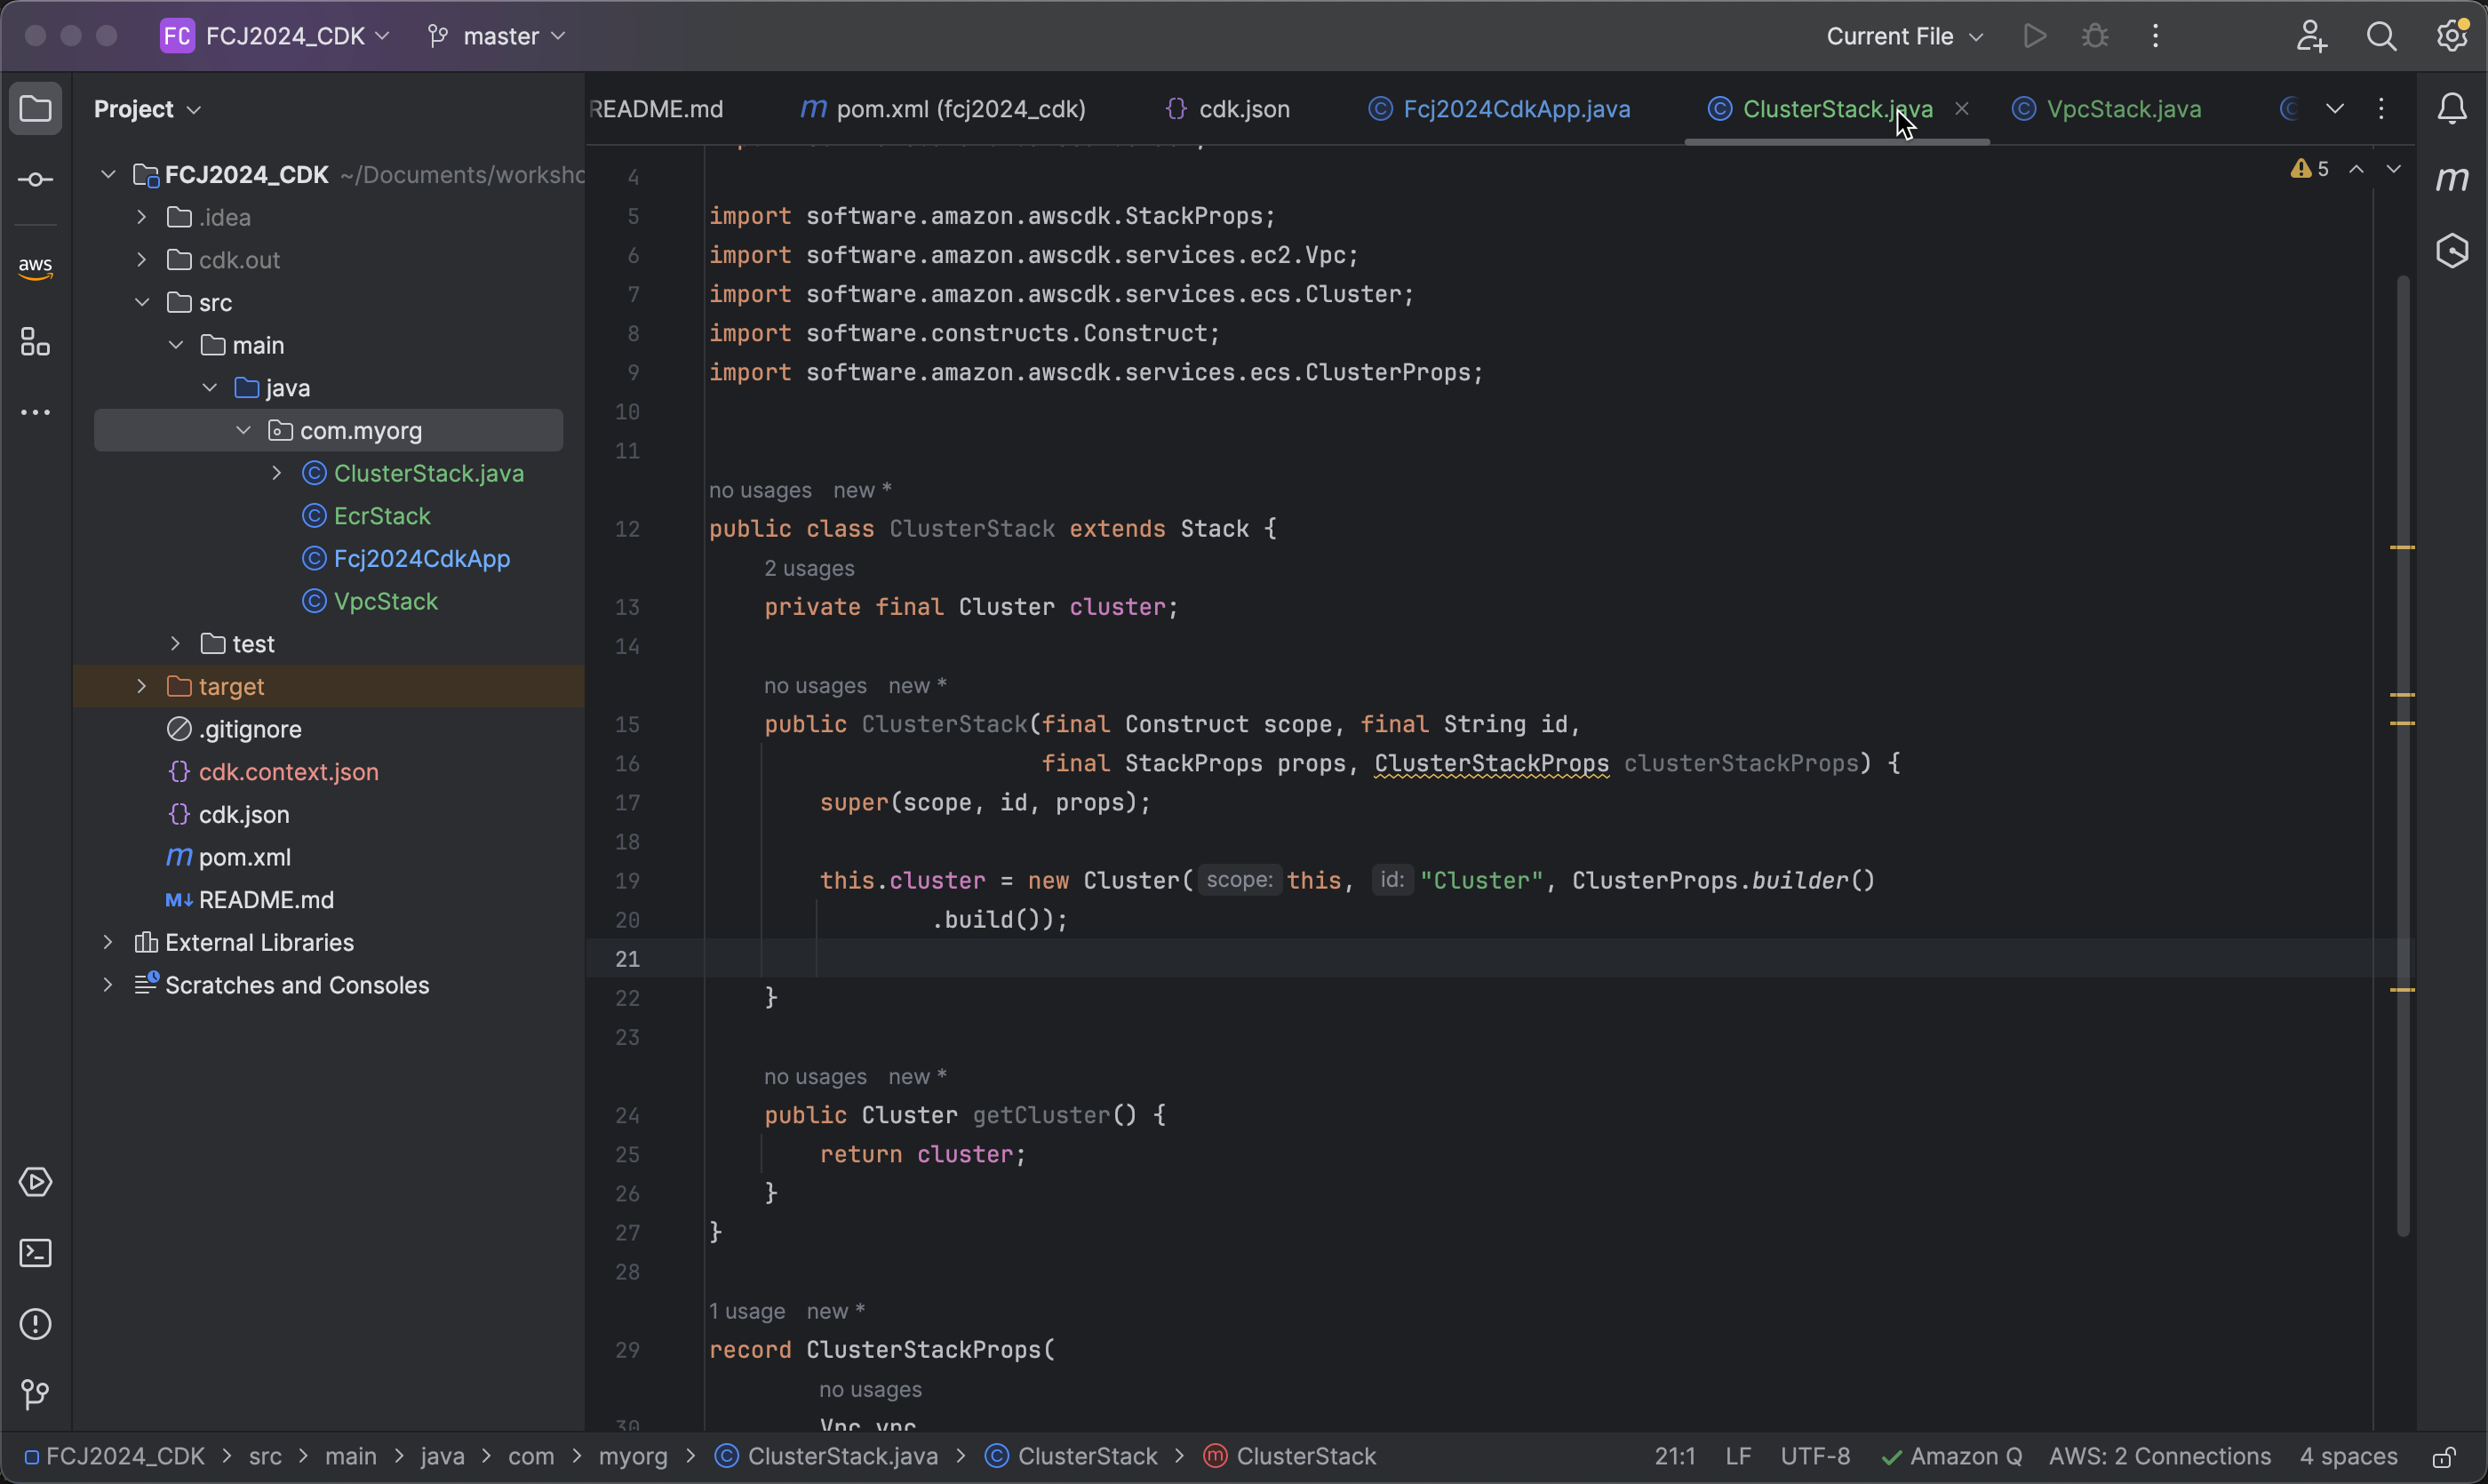 FC FCJ2024_CDK master Current File
Project
README.md pom.xml (fcj2024_cdk) cdk.json Fcj2024CdkApp.java ClusterStack.java VpcStack.java
FCJ2024_CDK ~/Documents/worksho
.idea
cdk.out
src
main
java
com.myorg
ClusterStack.java
EcrStack
Fcj2024CdkApp
VpcStack
test
target
.gitignore
cdk.context.json
cdk.json
pom.xml
README.md
External Libraries
Scratches and Consoles
aws
5
4
5 import software.amazon.awscdk.StackProps;
6 import software.amazon.awscdk.services.ec2.Vpc;
7 import software.amazon.awscdk.services.ecs.Cluster;
8 import software.constructs.Construct;
9 import software.amazon.awscdk.services.ecs.ClusterProps;
10
11
no usages new *
12 public class ClusterStack extends Stack {
2 usages
13 private final Cluster cluster;
14
no usages new *
15 public ClusterStack(final Construct scope, final String id,
16 final StackProps props, ClusterStackProps clusterStackProps) {
17 super(scope, id, props);
18
19 this.cluster = new Cluster( scope: this, id: "Cluster", ClusterProps.builder()
20 .build());
21
22 }
23
no usages new *
24 public Cluster getCluster() {
25 return cluster;
26 }
27 }
28
1 usage new *
29 record ClusterStackProps(
no usages
30 Vpc vpc
FCJ2024_CDK > src > main > java > com > myorg > ClusterStack.java > ClusterStack > ClusterStack 21:1 LF UTF-8 Amazon Q AWS: 2 Connections 4 spaces